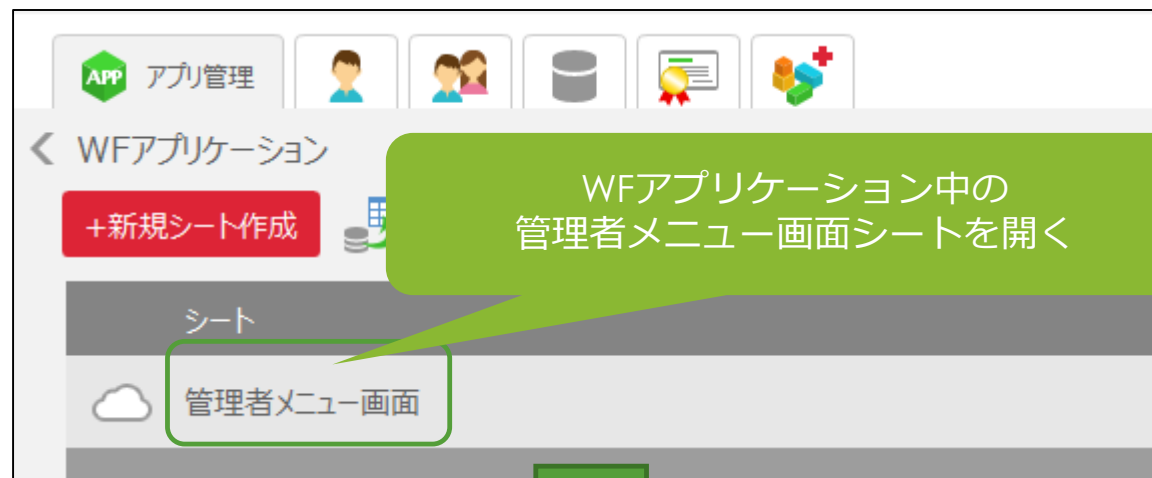 APP アプリ管理
WFアプリケーション
WFアプリケーション中の
管理者メニュー画面シートを開く
+新規シート作成
シート
管理者メニュー画面